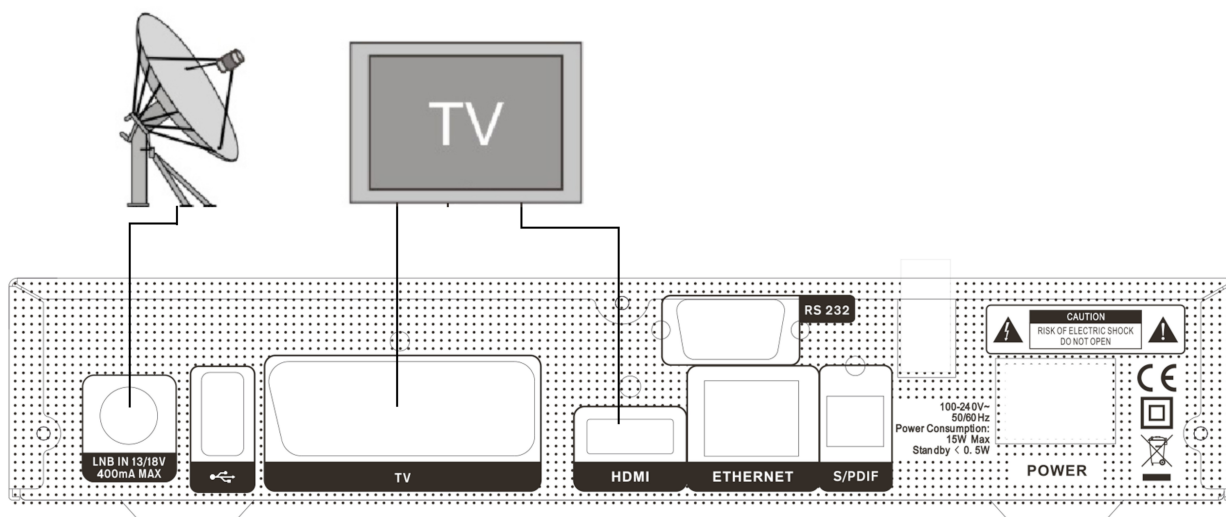 TV
RS 232
CAUTION
RISK OF ELECTRIC SHOCK
DO NOT OPEN
LNB IN 13/18V
400mA MAX
TV
HDMI
ETHERNET
S/PDIF
100-240V~
50/60Hz
Power Consumption:
15W Max
Standby < 0.5W
POWER
CE